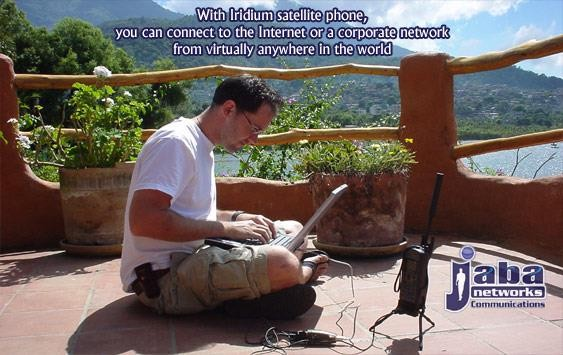 With Iridium satellite phone,
you can connect to the Internet or a corporate network
from virtually anywhere in the world
jaba
networks
Communications